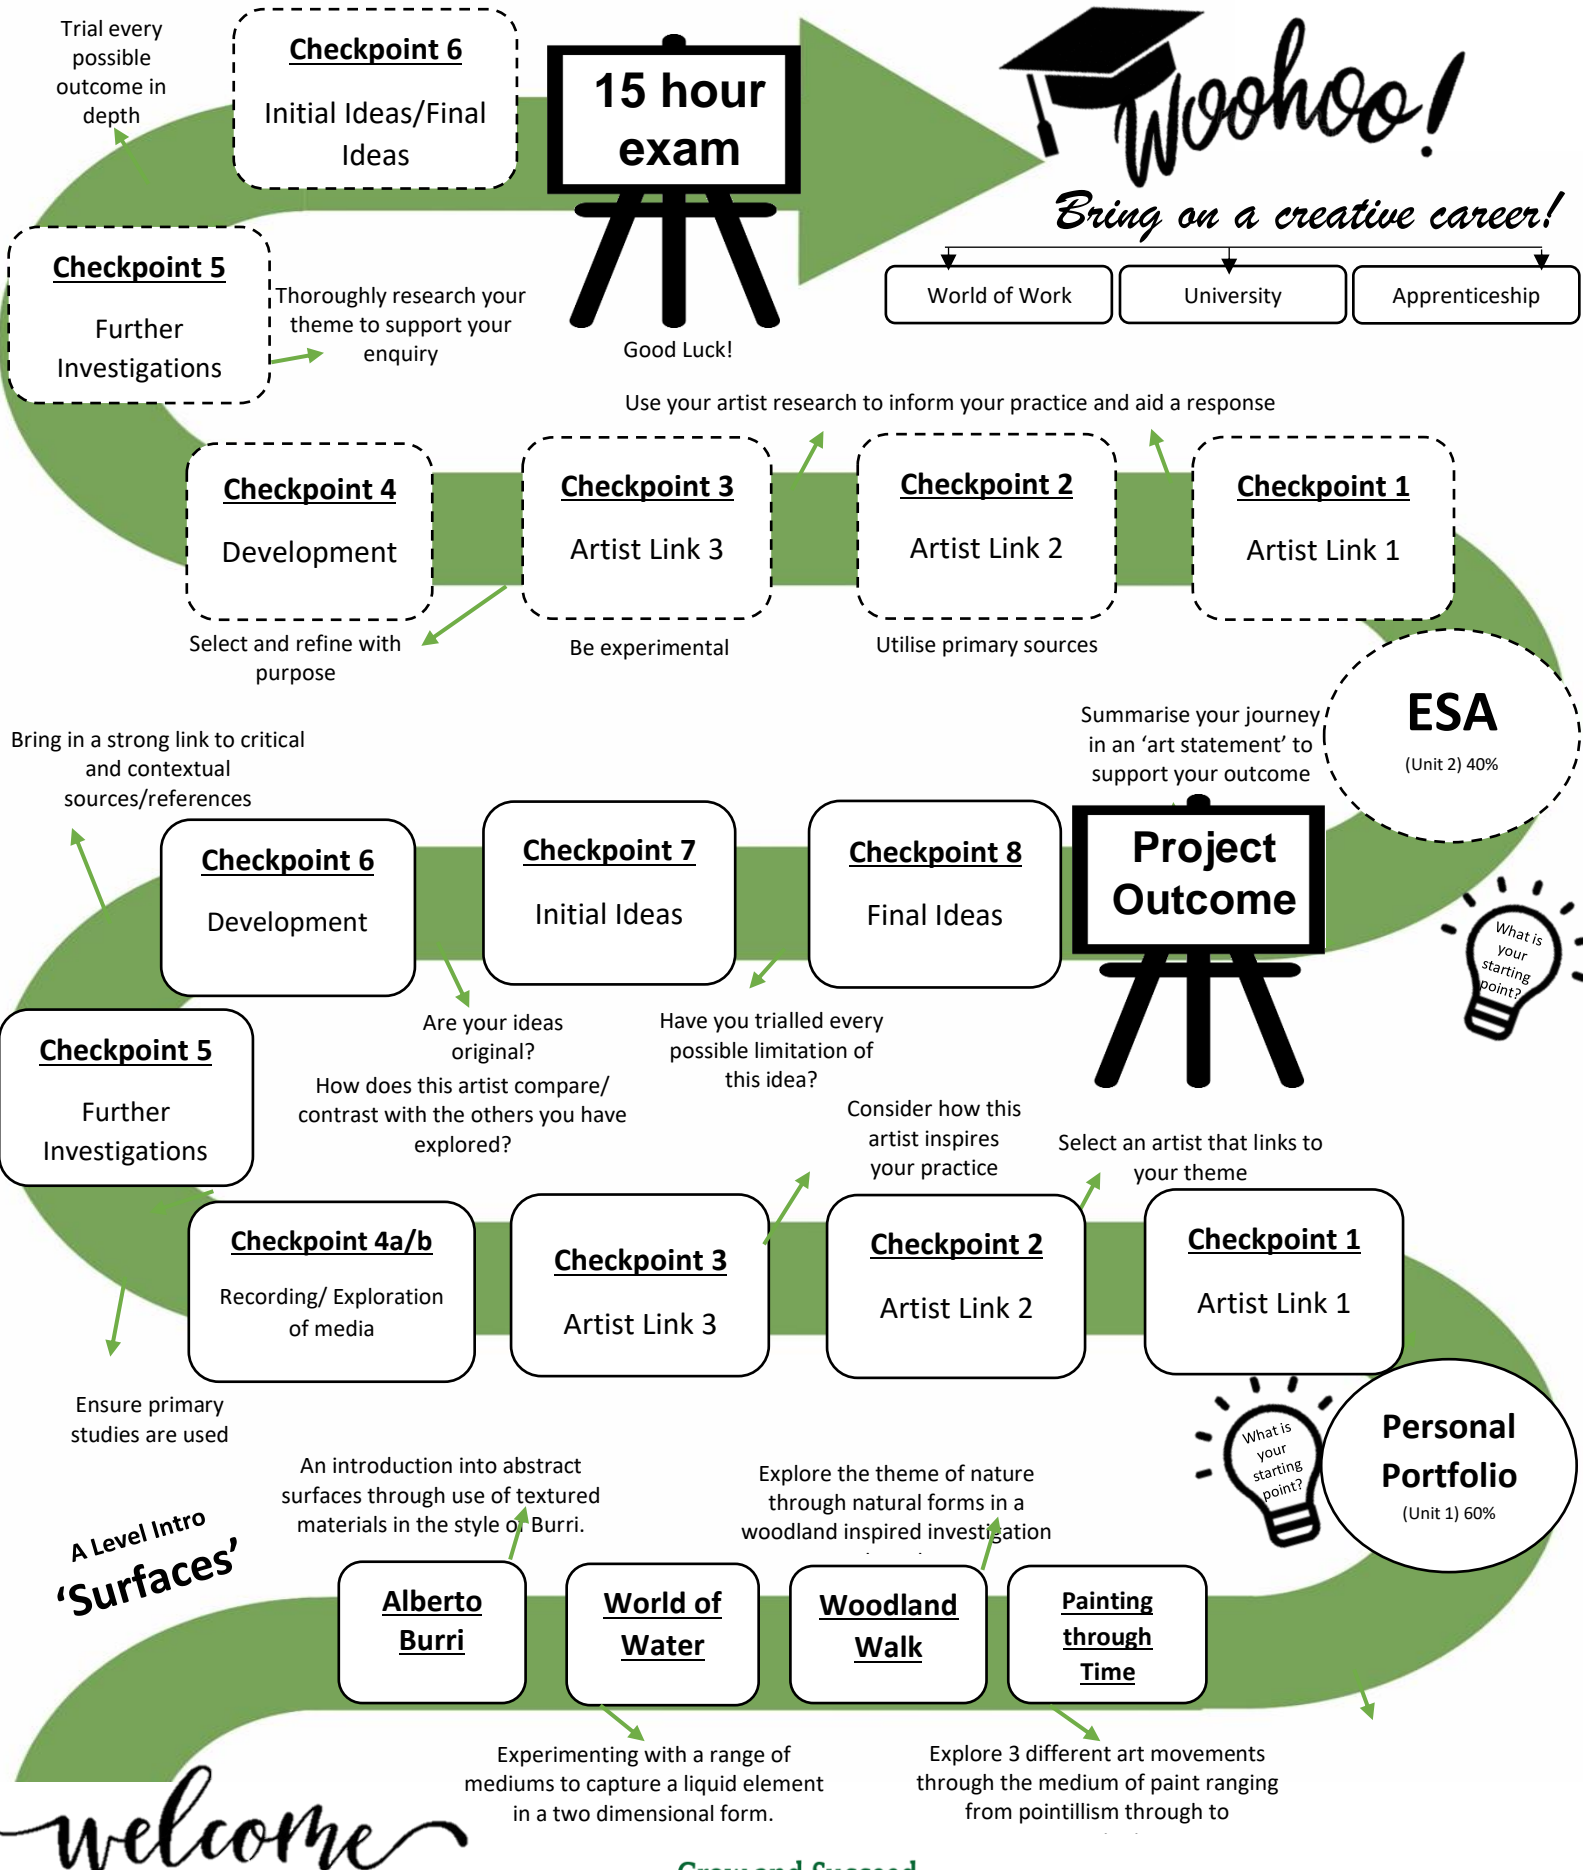 Trial every
possible
outcome in
depth
Checkpoint 6
Initial Ideas/Final
Ideas
15 hour
exam
Woohoo!
Bring on a creative career!
World of Work
University
Apprenticeship
Good Luck!
Checkpoint 5
Further
Investigations
Thoroughly research your
theme to support your
enquiry
Use your artist research to inform your practice and aid a response
Checkpoint 4
Development
Checkpoint 3
Artist Link 3
Checkpoint 2
Artist Link 2
Checkpoint 1
Artist Link 1
Select and refine with
purpose
Be experimental
Utilise primary sources
ESA
(Unit 2) 40%
Summarise your journey
in an ‘art statement’ to
support your outcome
Bring in a strong link to critical
and contextual
sources/references
Checkpoint 6
Development
Checkpoint 7
Initial Ideas
Checkpoint 8
Final Ideas
Project
Outcome
What is
your
starting
point?
Are your ideas
original?
Have you trialled every
possible limitation of
this idea?
Checkpoint 5
Further
Investigations
How does this artist compare/
contrast with the others you have
explored?
Consider how this
artist inspires
your practice
Select an artist that links to
your theme
Checkpoint 4a/b
Recording/ Exploration
of media
Checkpoint 3
Artist Link 3
Checkpoint 2
Artist Link 2
Checkpoint 1
Artist Link 1
Ensure primary
studies are used
What is
your
starting
point?
Personal
Portfolio
(Unit 1) 60%
An introduction into abstract
surfaces through use of textured
materials in the style of Burri.
Explore the theme of nature
through natural forms in a
woodland inspired investigation
A Level Intro
‘Surfaces’
Alberto
Burri
World of
Water
Woodland
Walk
Painting
through
Time
Experimenting with a range of
mediums to capture a liquid element
in a two dimensional form.
Explore 3 different art movements
through the medium of paint ranging
from pointillism through to
welcome
Grow and Succeed